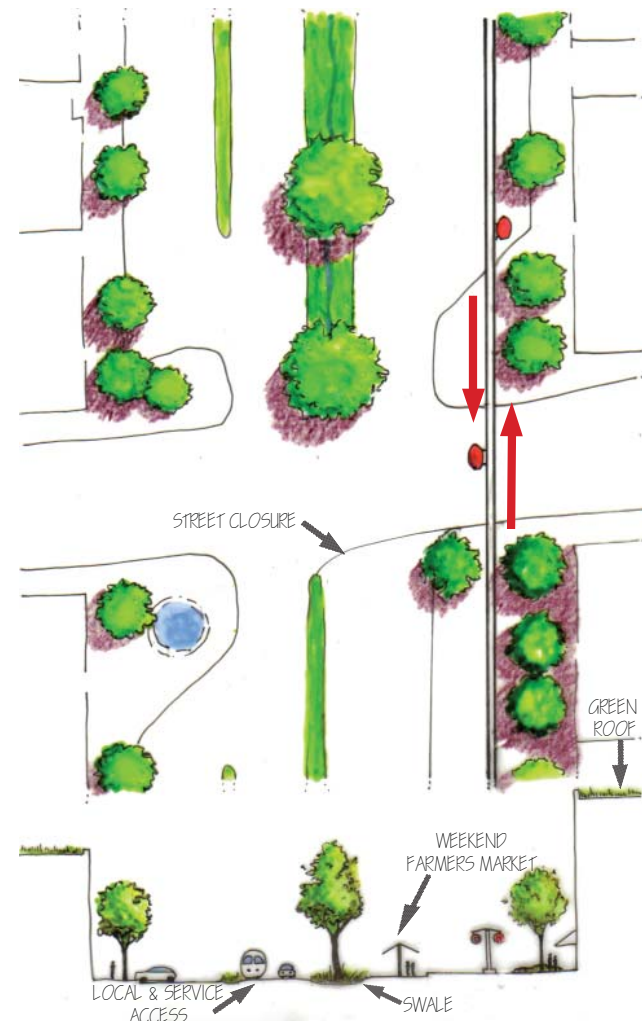 STREET CLOSURE
GREEN
ROOF
WEEKEND
FARMERS MARKET
LOCAL & SERVICE
ACCESS
SWALE